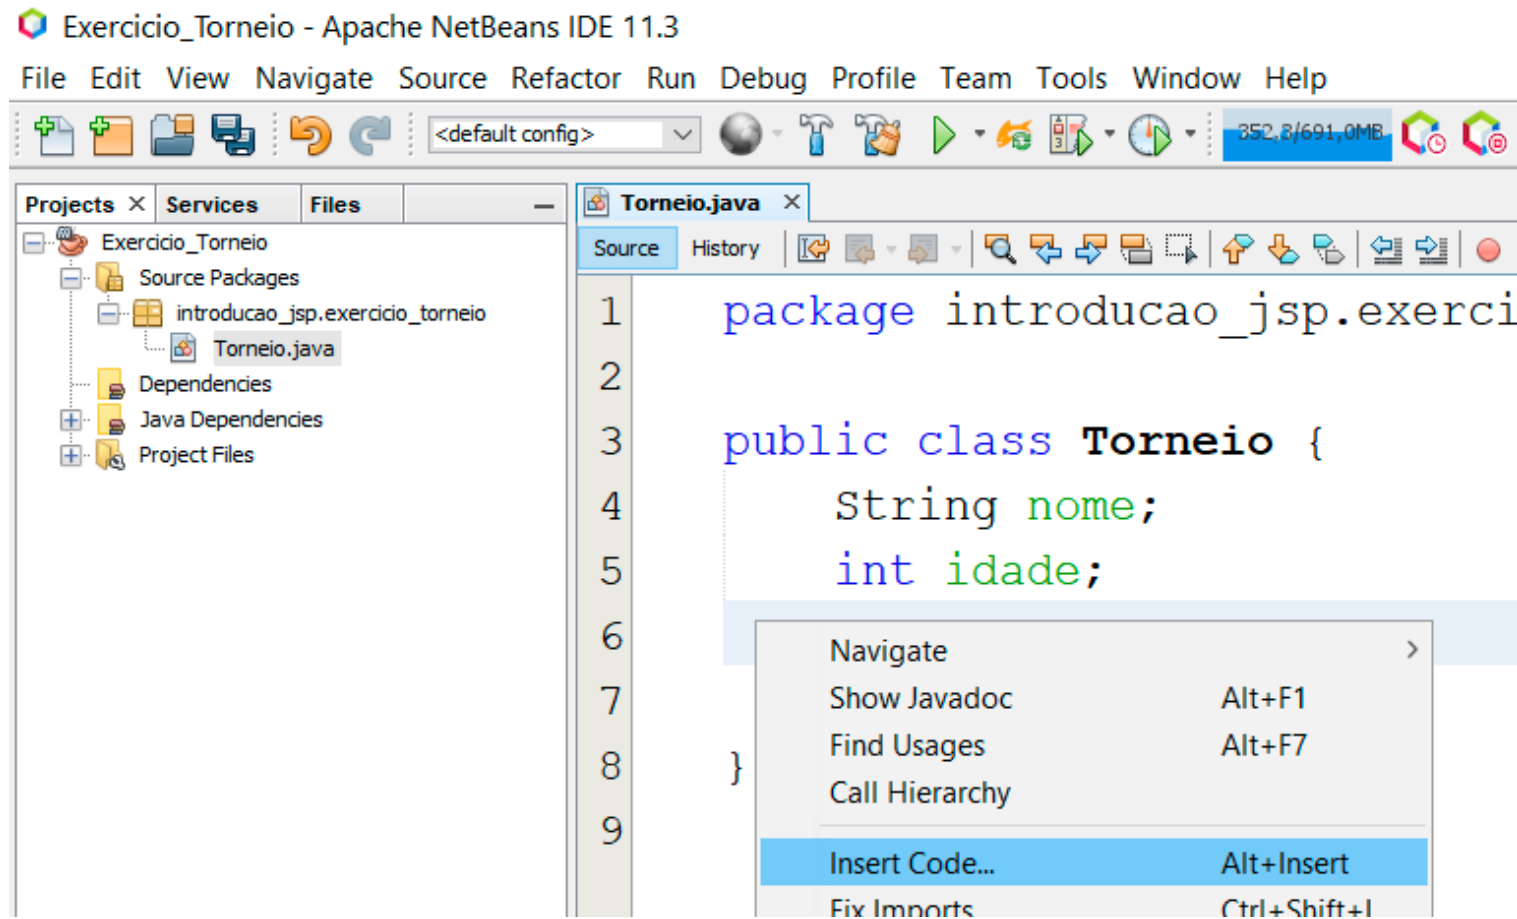 Exercicio_Torneio - Apache NetBeans IDE 11.3
File Edit View Navigate Source Refactor Run Debug Profile Team Tools Window Help
<default config>
352,8/691,0MB
Projects Services Files
Exercicio_Torneio
Source Packages
introducao_jsp.exercicio_torneio
Torneio.java
Dependencies
Java Dependencies
Project Files
Torneio.java
Source History
1 package introducao_jsp.exerci
2
3 public class Torneio {
4 String nome;
5 int idade;
6
7
8 }
9
Navigate
Show Javadoc Alt+F1
Find Usages Alt+F7
Call Hierarchy
Insert Code... Alt+Insert
Fix Imports Ctrl+Shift+I